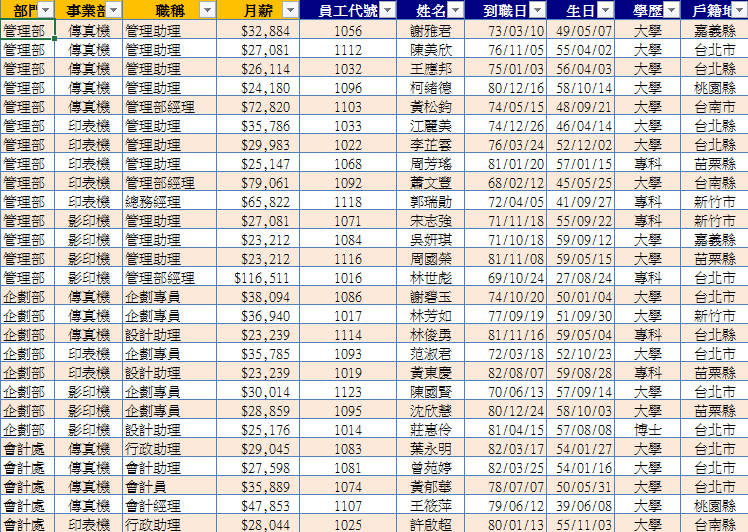 部門 事業部 職稱 月薪 員工代號 姓名 到職日 生日 學歷 戶籍地
管理部 傳真機 管理助理 $32,884 1056 謝雅君 73/03/10 49/05/07 大學 嘉義縣
管理部 傳真機 管理助理 $27,081 1112 陳美欣 76/11/05 55/04/02 大學 台北市
管理部 傳真機 管理助理 $26,114 1032 王應邦 75/01/03 56/04/03 大學 台北縣
管理部 傳真機 管理助理 $24,180 1096 柯緒德 80/12/16 58/10/14 大學 桃園縣
管理部 傳真機 管理部經理 $72,820 1103 黃松鈞 74/05/15 48/09/21 大學 台南市
管理部 印表機 管理助理 $35,786 1033 江麗美 74/12/26 46/04/14 大學 台北縣
管理部 印表機 管理助理 $29,983 1022 李芷雲 76/03/24 52/12/02 大學 台北縣
管理部 印表機 管理助理 $25,147 1068 周芳瑤 81/01/20 57/01/15 專科 苗栗縣
管理部 印表機 管理部經理 $79,061 1092 蕭文豐 68/02/12 45/05/25 大學 台南縣
管理部 印表機 總務經理 $65,822 1118 郭瑞勛 72/04/05 41/09/27 專科 新竹市
管理部 影印機 管理助理 $27,081 1071 宋志強 71/11/18 55/09/22 專科 新竹市
管理部 影印機 管理助理 $23,212 1084 吳妍琪 71/10/18 59/09/12 大學 嘉義縣
管理部 影印機 管理助理 $23,212 1116 周國榮 81/11/08 59/05/15 大學 苗栗縣
管理部 影印機 管理部經理 $116,511 1016 林世彪 69/10/24 27/08/24 專科 台北市
企劃部 傳真機 企劃專員 $38,094 1086 謝碧玉 74/10/20 50/01/04 大學 台北市
企劃部 傳真機 企劃專員 $36,940 1017 林芳如 77/09/19 51/09/30 大學 新竹市
企劃部 傳真機 設計助理 $23,239 1114 林俊勇 81/11/16 59/05/04 專科 台北縣
企劃部 印表機 企劃專員 $35,785 1093 范淑君 72/03/18 52/10/23 大學 台北市
企劃部 印表機 設計助理 $23,239 1019 黃東慶 82/08/07 59/08/28 專科 苗栗縣
企劃部 影印機 企劃專員 $30,014 1123 陳國賢 70/06/13 57/09/14 大學 台北市
企劃部 影印機 企劃專員 $28,859 1095 沈欣慧 80/12/24 58/10/03 大學 苗栗縣
企劃部 影印機 設計助理 $25,176 1014 莊惠伶 81/04/15 57/08/08 博士 台北市
會計處 傳真機 行政助理 $29,045 1083 葉永明 82/03/17 54/01/27 大學 台北市
會計處 傳真機 會計助理 $27,598 1081 曾苑婷 82/03/25 54/01/16 大學 台北市
會計處 傳真機 會計員 $35,889 1074 黃郁華 78/07/07 50/05/31 大學 台北市
會計處 傳真機 會計經理 $47,853 1107 王筱萍 79/06/12 39/06/08 大學 桃園縣
會計處 印表機 行政助理 $28,044 1025 許啟超 80/01/13 55/11/03 大學 台南縣